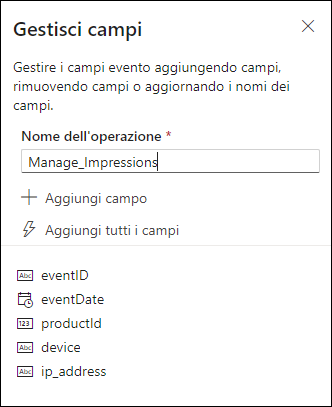 Gestisci campi
Gestire i campi evento aggiungendo campi,
rimuovendo campi o aggiornando i nomi dei
campi.
Nome dell'operazione *
Manage_Impressions
Aggiungi campo
Aggiungi tutti i campi
Abc eventID
eventDate
123 productId
Abc device
Abc ip_address